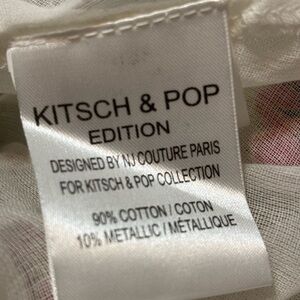 KITSCH & POP
EDITION
DESIGNED BY NJ COUTURE PARIS
FOR KITSCH & POP COLLECTION
90% COTTON/COTON
10% METALLIC/MÉTALLIQUE